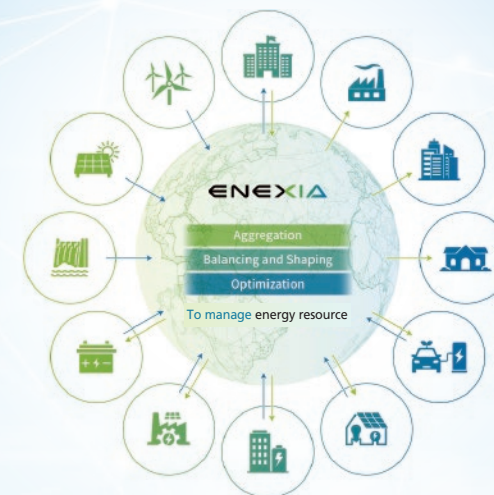 ENEXIA
Aggregation
Balancing and Shaping
Optimization
To manage energy resource